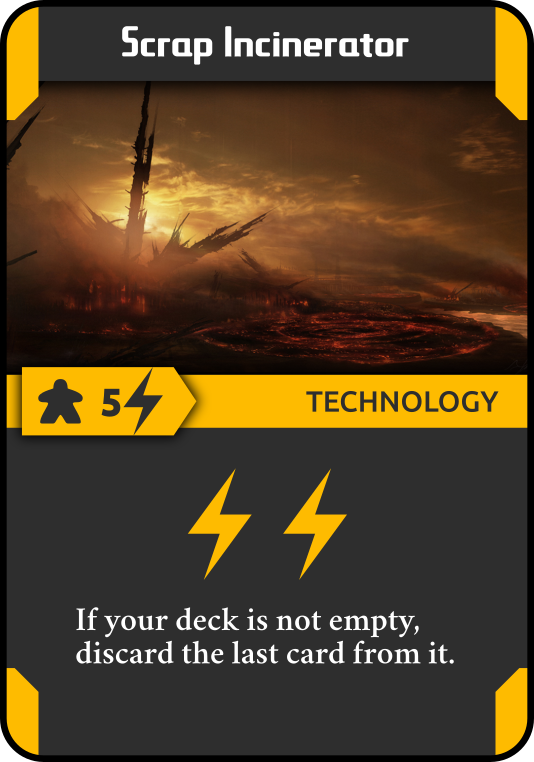 Scrap Incinerator
5
TECHNOLOGY
If your deck is not empty,
discard the last card from it.